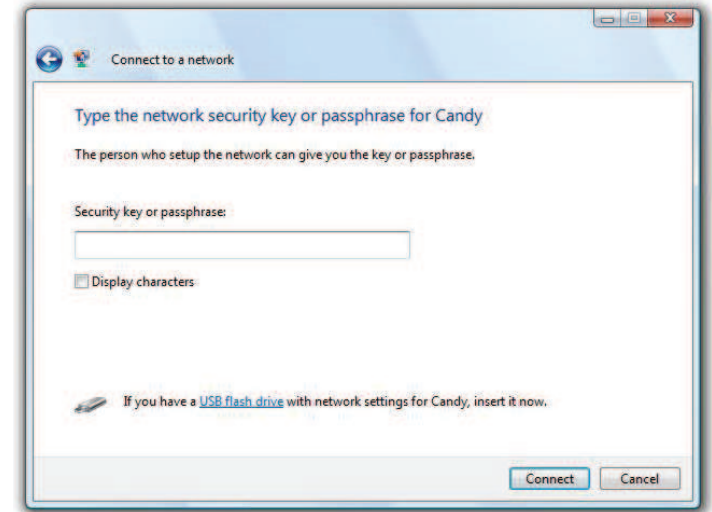 Connect to a network
Type the network security key or passphrase for Candy
The person who setup the network can give you the key or passphrase.
Security key or passphrase:
Display characters
If you have a USB flash drive with network settings for Candy, insert it now.
Connect Cancel